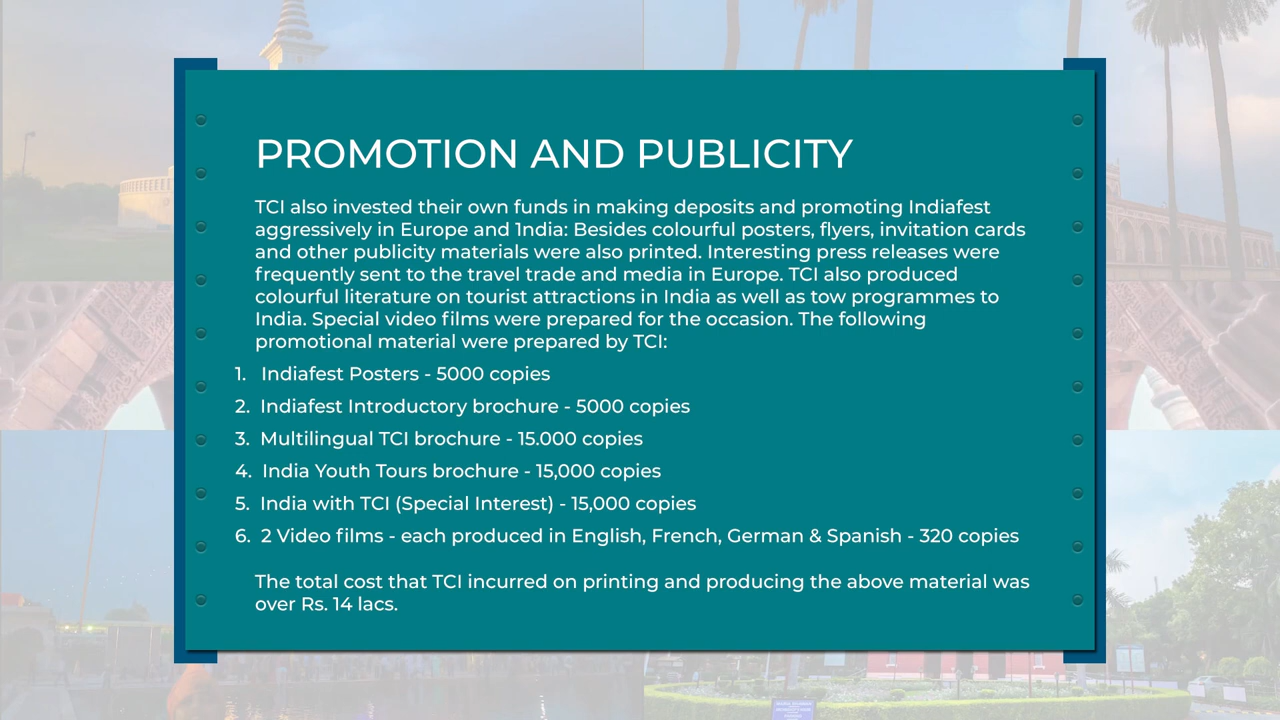 PROMOTION AND PUBLICITY
TCI also invested their own funds in making deposits and promoting Indiafest
aggressively in Europe and 1ndia: Besides colourful posters, flyers, invitation cards
and other publicity materials were also printed. Interesting press releases were
frequently sent to the travel trade and media in Europe. TCI also produced
colourful literature on tourist attractions in India as well as tow programmes to
India. Special video films were prepared for the occasion. The following
promotional material were prepared by TCI:
1. Indiafest Posters - 5000 copies
2. Indiafest Introductory brochure - 5000 copies
3. Multilingual TCI brochure - 15.000 copies
4. India Youth Tours brochure - 15,000 copies
5. India with TCI (Special Interest) - 15,000 copies
6. 2 Video films - each produced in English, French, German & Spanish - 320 copies
The total cost that TCI incurred on printing and producing the above material was
over Rs. 14 lacs.